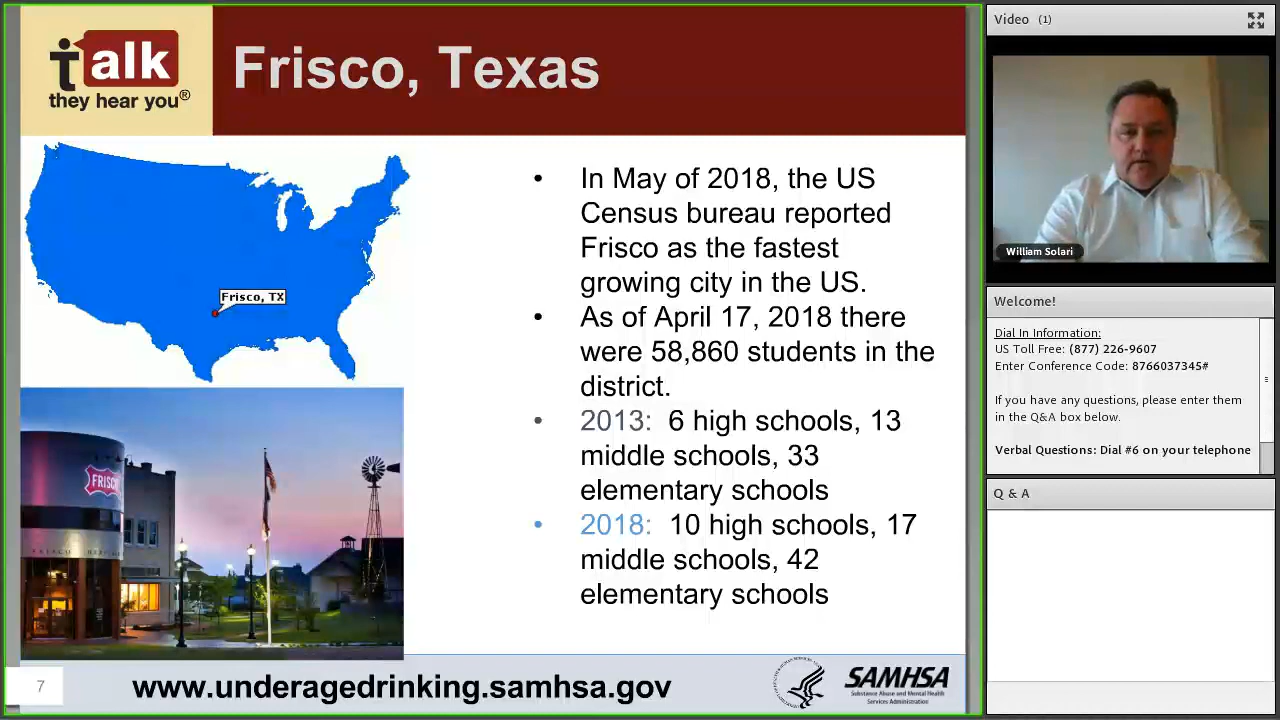 talk
they hear you®
Frisco, Texas
Frisco, TX
• In May of 2018, the US
Census bureau reported
Frisco as the fastest
growing city in the US.
• As of April 17, 2018 there
were 58,860 students in the
district.
• 2013: 6 high schools, 13
middle schools, 33
elementary schools
• 2018: 10 high schools, 17
middle schools, 42
elementary schools
FRISCO
7
www.underagedrinking.samhsa.gov
SAMHSA
Substance Abuse and Mental Health
Services Administration
Video (1)
William Solari
Welcome!
Dial In Information:
US Toll Free: (877) 226-9607
Enter Conference Code: 8766037345#
If you have any questions, please enter them
in the Q&A box below.
Verbal Questions: Dial #6 on your telephone
Q & A